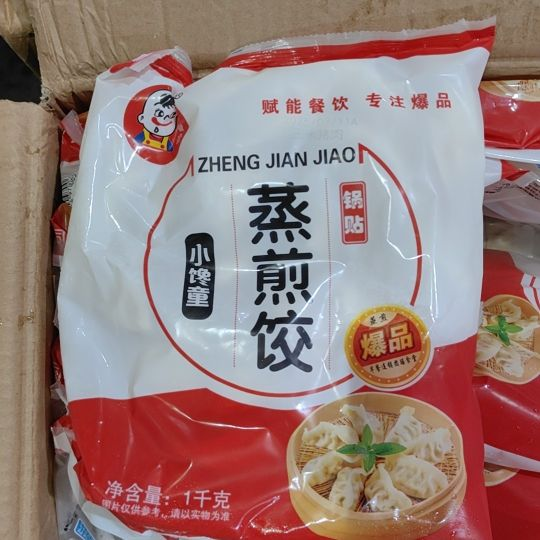 赋能餐饮 专注爆品
ZHENG JIAN JIAO
蒸煎饺
锅贴
小馋童
蒸煎
爆品
净含量：1千克
图片仅供参考，请以实物为准